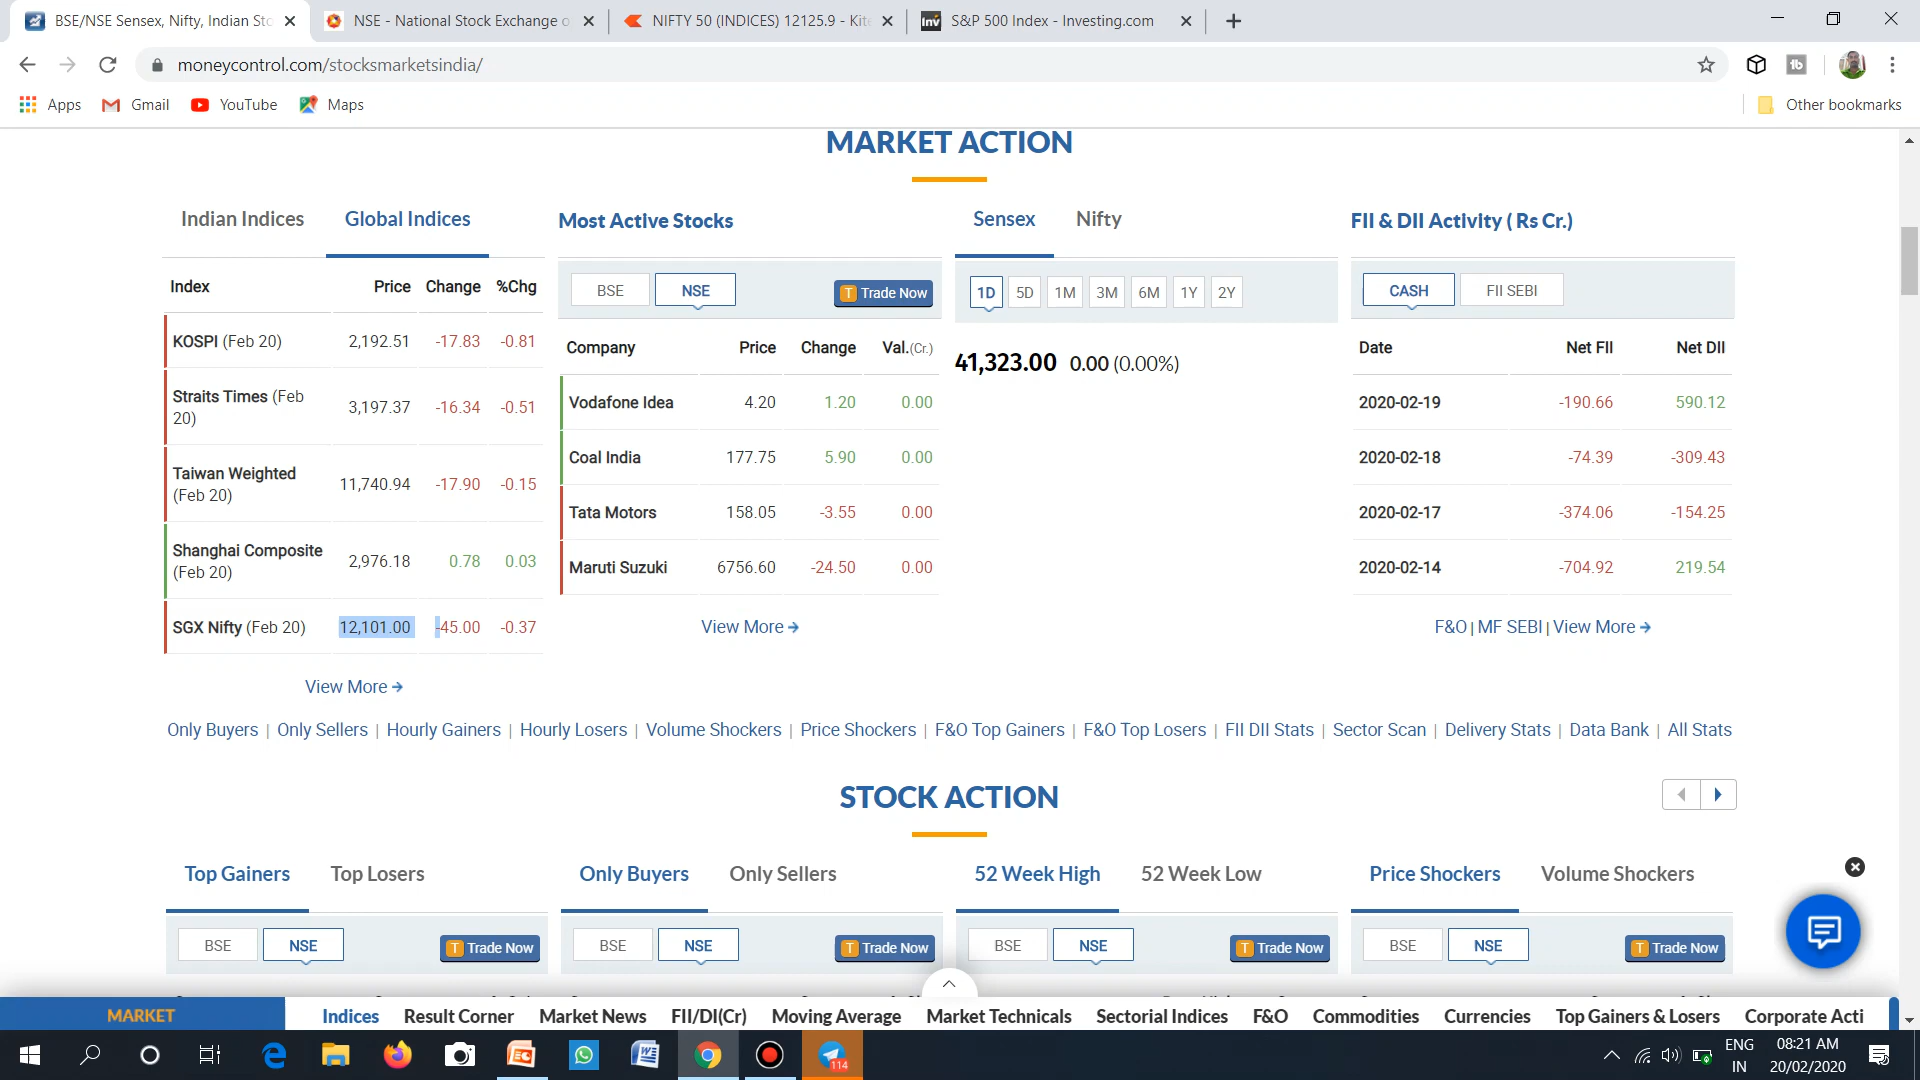 BSE/NSE Sensex, Nifty, Indian Sto
NSE - National Stock Exchange o
NIFTY 50 (INDICES) 12125.9 - Kite
S&P 500 Index - Investing.com
moneycontrol.com/stocksmarketsindia/
Apps
Gmail
YouTube
Maps
Other bookmarks
MARKET ACTION
Indian Indices
Global Indices
Index Price Change %Chg
KOSPI (Feb 20) 2,192.51 -17.83 -0.81
Straits Times (Feb
20) 3,197.37 -16.34 -0.51
Taiwan Weighted
(Feb 20) 11,740.94 -17.90 -0.15
Shanghai Composite
(Feb 20) 2,976.18 0.78 0.03
SGX Nifty (Feb 20) 12,101.00 -45.00 -0.37
View More →
Most Active Stocks
BSE NSE T Trade Now
Company Price Change Val.(Cr.)
Vodafone Idea 4.20 1.20 0.00
Coal India 177.75 5.90 0.00
Tata Motors 158.05 -3.55 0.00
Maruti Suzuki 6756.60 -24.50 0.00
View More →
Sensex Nifty
1D 5D 1M 3M 6M 1Y 2Y
41,323.00 0.00 (0.00%)
FII & DII Activity ( Rs Cr.)
CASH FII SEBI
Date Net FII Net DII
2020-02-19 -190.66 590.12
2020-02-18 -74.39 -309.43
2020-02-17 -374.06 -154.25
2020-02-14 -704.92 219.54
F&O | MF SEBI | View More →
Only Buyers | Only Sellers | Hourly Gainers | Hourly Losers | Volume Shockers | Price Shockers | F&O Top Gainers | F&O Top Losers | FII DII Stats | Sector Scan | Delivery Stats | Data Bank | All Stats
STOCK ACTION
Top Gainers Top Losers
BSE NSE T Trade Now
Only Buyers Only Sellers
BSE NSE T Trade Now
52 Week High 52 Week Low
BSE NSE T Trade Now
Price Shockers Volume Shockers
BSE NSE T Trade Now
MARKET Indices Result Corner Market News FII/DI(Cr) Moving Average Market Technicals Sectorial Indices F&O Commodities Currencies Top Gainers & Losers Corporate Acti
114
ENG
IN
08:21 AM
20/02/2020